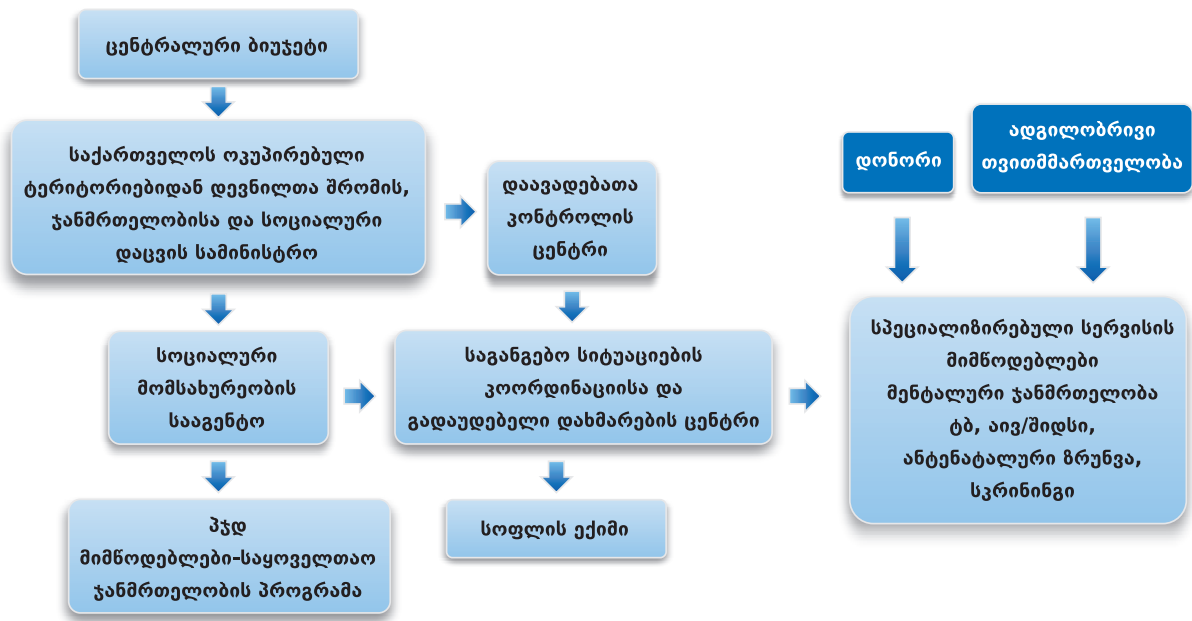 ცენტრალური ბიუჯეტი
საქართველოს ოკუპირებული
ტერიტორიებიდან დევნილთა შრომის,
ჯანმრთელობისა და სოციალური
დაცვის სამინისტრო
დაავადებათა
კონტროლის
ცენტრი
დონორი
ადგილობრივი
თვითმმართველობა
სოციალური
მომსახურეობის
სააგენტო
საგანგებო სიტუაციების
კოორდინაციისა და
გადაუდებელი დახმარების ცენტრი
სპეციალიზირებული სერვისის
მიმწოდებლები
მენტალური ჯანმრთელობა
ტბ, აივ/შიდსი,
ანტენატალური ზრუნვა,
სკრინინგი
პჯდ
მიმწოდებლები-საყოველთაო
ჯანმრთელობის პროგრამა
სოფლის ექიმი